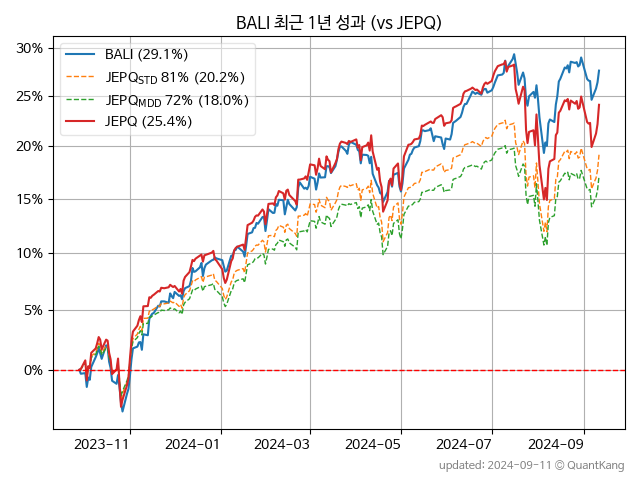 BALI 최근 1년 성과 (vs JEPQ)
BALI (29.1%)
JEPQSTD 81% (20.2%)
JEPQMDD 72% (18.0%)
JEPQ (25.4%)
30%
25%
20%
15%
10%
5%
0%
2023-11
2024-01
2024-03
2024-05
2024-07
2024-09
updated: 2024-09-11 © QuantKang